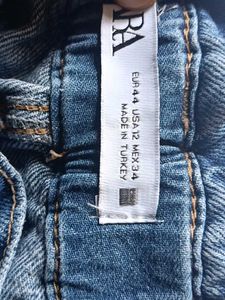 ZARA
EUR 44 USA 12 MEX 34
MADE IN TURKEY